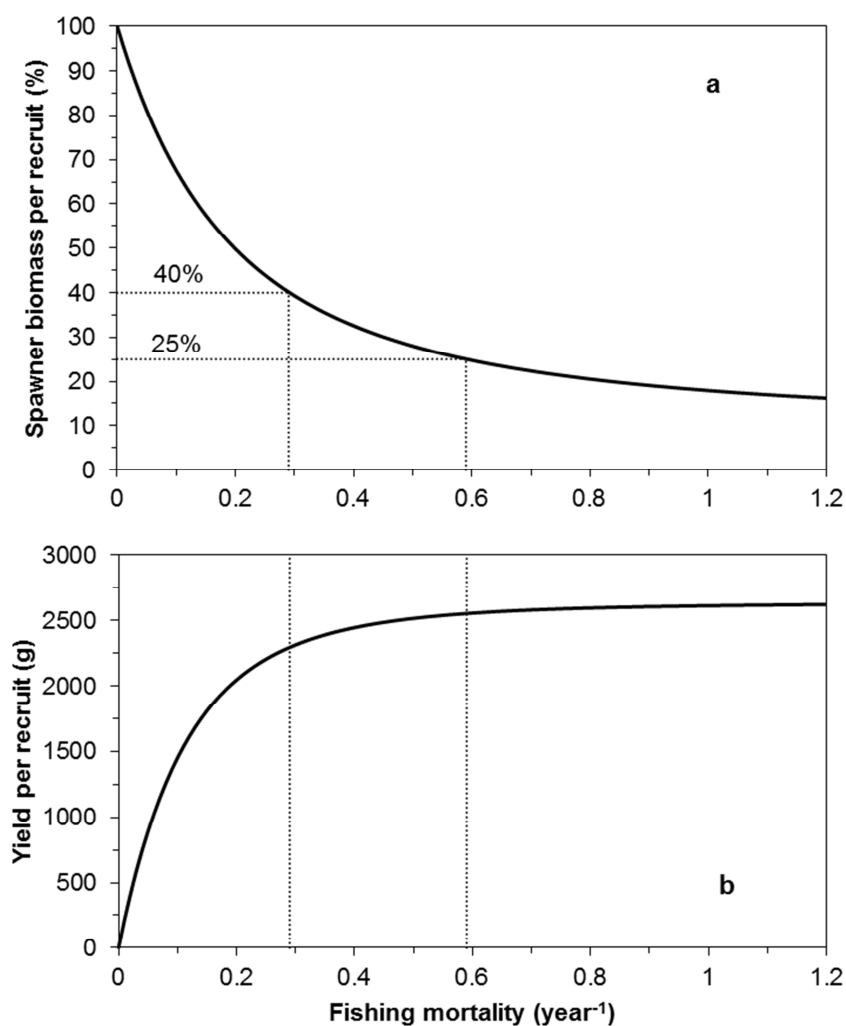 Spawner biomass per recruit (%)
100
90
80
70
60
50
40
30
20
10
0
a
40%
25%
0 0.2 0.4 0.6 0.8 1 1.2
Yield per recruit (g)
3000
2500
2000
1500
1000
500
0
b
0 0.2 0.4 0.6 0.8 1 1.2
Fishing mortality (year⁻¹)